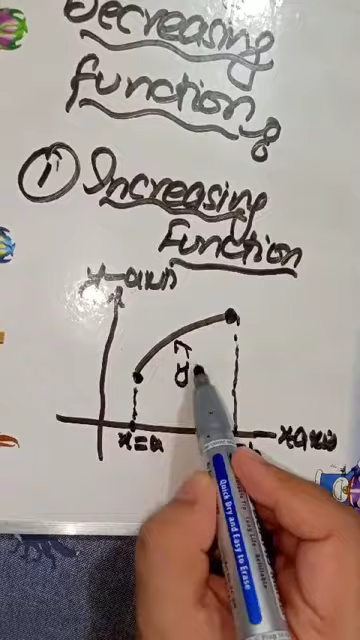 Decreasing
Function
① Increasing
Function
y-axis
x=a
x-axis
Quick Dry and Easy to Erase